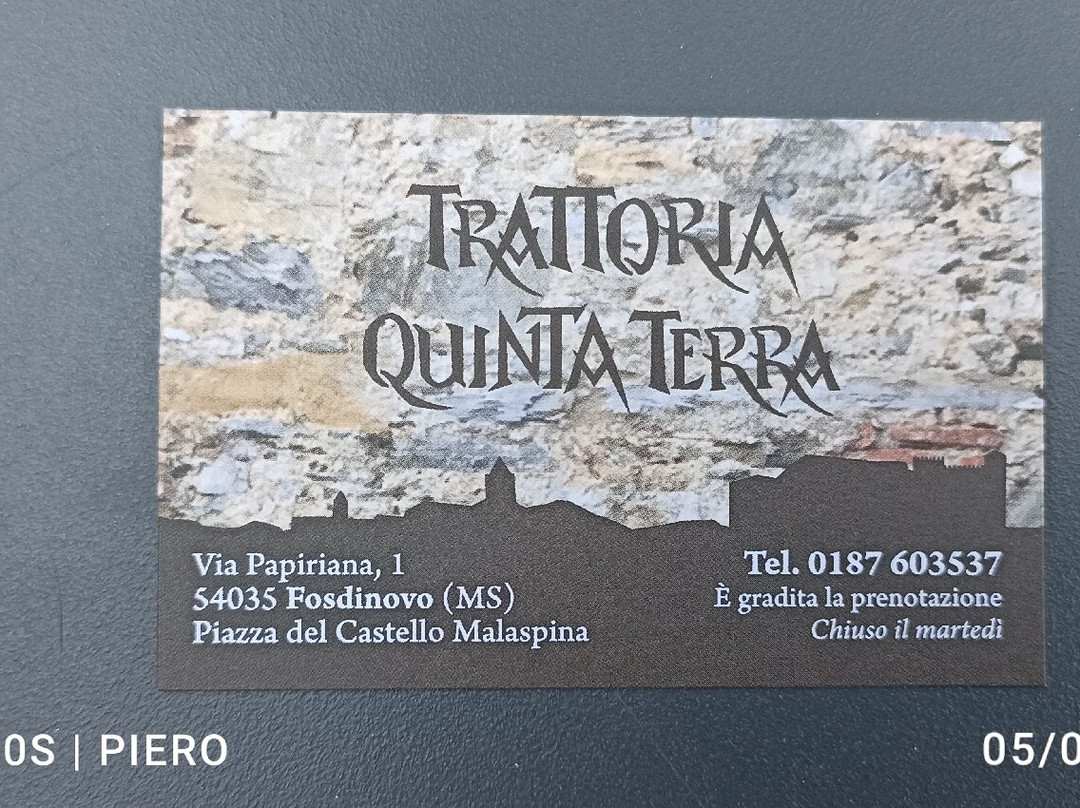 TRATTORIA
QUINTA TERRA
Via Papiriana, 1
54035 Fosdinovo (MS)
Piazza del Castello Malaspina
Tel. 0187 603537
È gradita la prenotazione
Chiuso il martedì
0S | PIERO
05/0